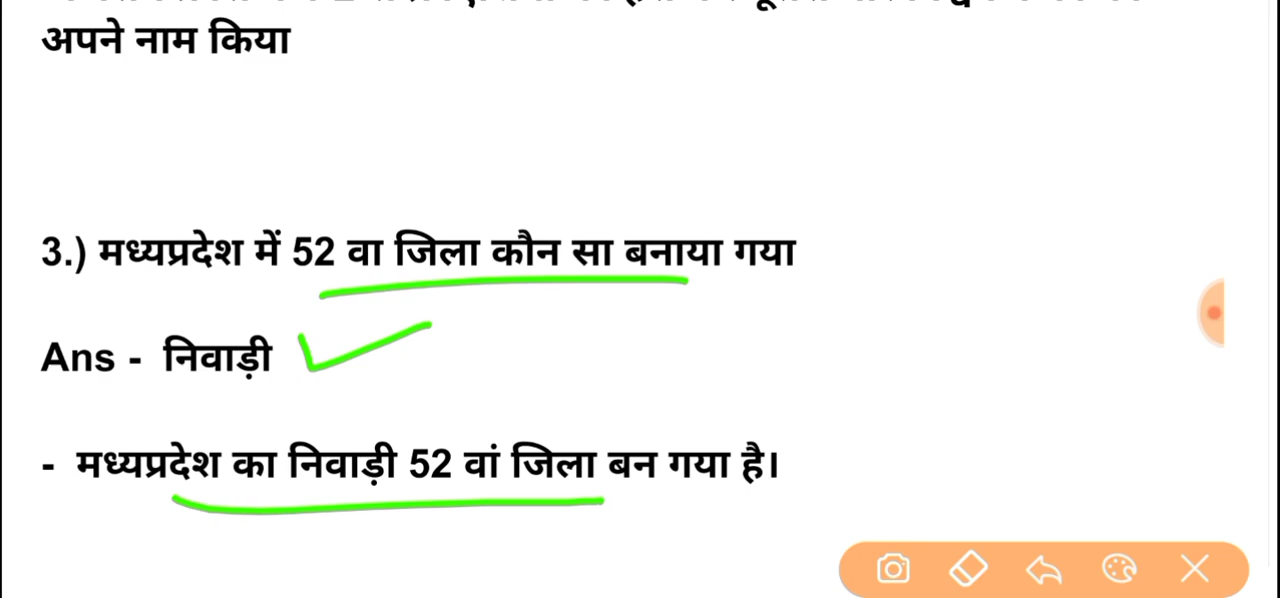 अपने नाम किया
3.) मध्यप्रदेश में 52 वा जिला कौन सा बनाया गया
Ans - निवाड़ी
- मध्यप्रदेश का निवाड़ी 52 वां जिला बन गया है।